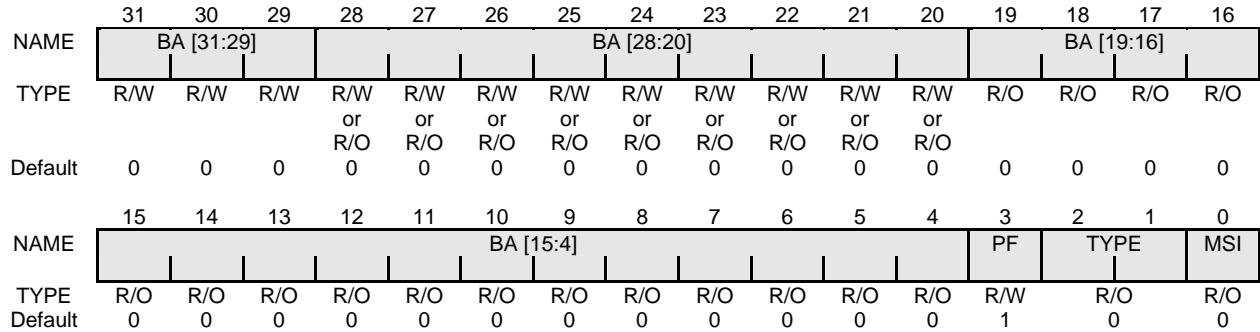 31 30 29 28 27 26 25 24 23 22 21 20 19 18 17 16
NAME BA [31:29] BA [28:20] BA [19:16]
TYPE R/W R/W R/W R/W R/W R/W R/W R/W R/W R/W R/W R/W R/O R/O R/O R/O
or or or or or or or or or
R/O R/O R/O R/O R/O R/O R/O R/O R/O
Default 0 0 0 0 0 0 0 0 0 0 0 0 0 0 0 0
15 14 13 12 11 10 9 8 7 6 5 4 3 2 1 0
NAME BA [15:4] PF TYPE MSI
TYPE R/O R/O R/O R/O R/O R/O R/O R/O R/O R/O R/O R/O R/W R/O R/O
Default 0 0 0 0 0 0 0 0 0 0 0 0 1 0 0